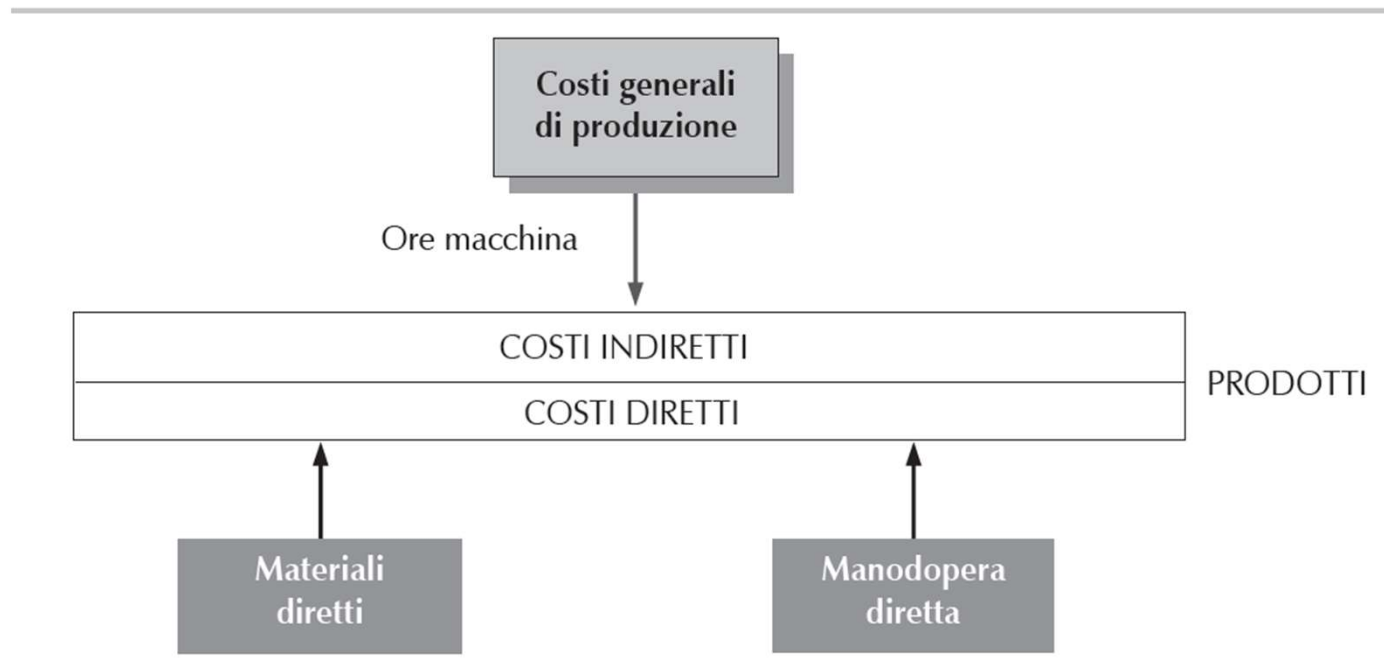 Costi generali
di produzione
Ore macchina
COSTI INDIRETTI
PRODOTTI
COSTI DIRETTI
Materiali
diretti
Manodopera
diretta